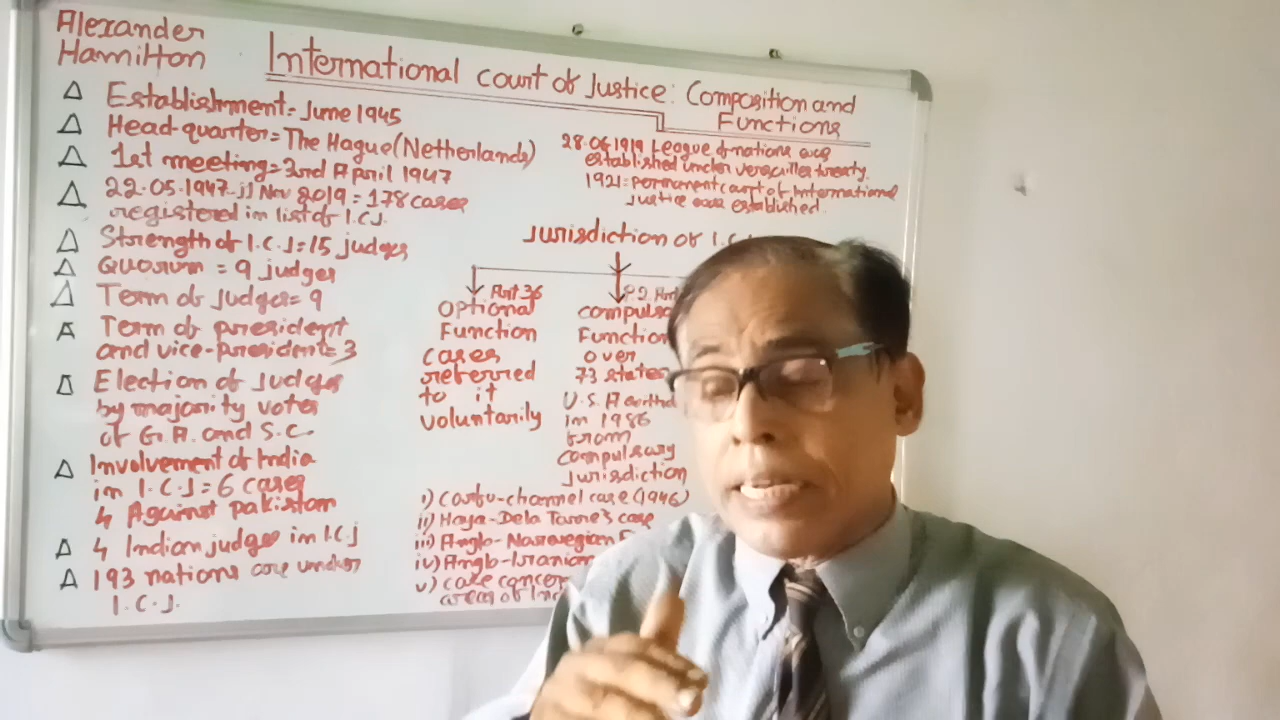 Alexander
Hamilton
International Court of Justice: Composition and
Functions
Δ Establishment = June 1945
Δ Head-quarter = The Hague (Netherlands)
Δ 1st meeting = 3rd April 1947
Δ 22.05.1947 - 11 Nov 2019 = 178 cases
registered in list of I.C.J.
Δ Strength of I.C.J = 15 judges
Δ Quorum = 9 judges
Δ Term of Judges = 9
Δ Term of president
and vice-president = 3
Δ Election of Judges
by majority votes
of G.A. and S.C.
Δ Involvement of India
in I.C.J = 6 cases
4 Against Pakistan
Δ 4 Indian judges in I.C.J
Δ 193 nations are under
I.C.J.
28.06.1919 League of nations was
established under versailles treaty.
1921 = permanent court of International
Justice was established.
Jurisdiction of I.C.
Art 36
Optional
Function
cases
referred
to it
voluntarily
Function
over
73 states
U.S.A
in 1986
from
compulsary
Jurisdiction
i) Corfu-channel case (1946)
ii) Haya-Dela Torre's case
iii) Anglo-Norwegian F
iv) Anglo-Iranian
v) case concer
areas of